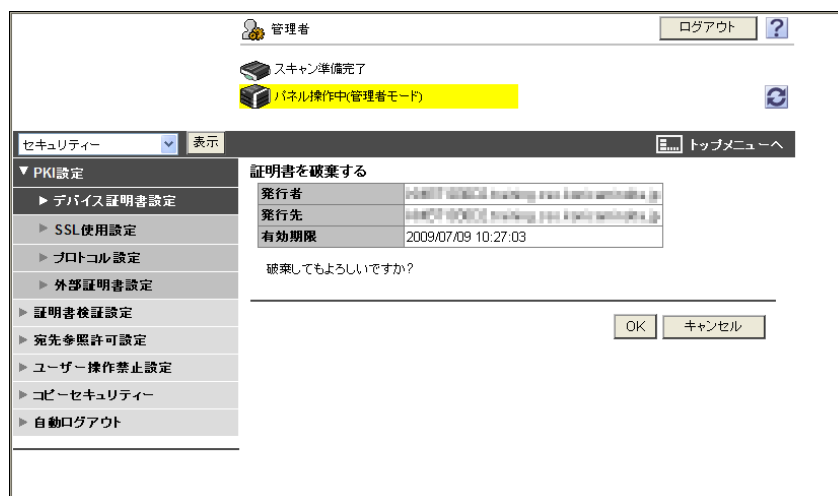 管理者
ログアウト
?
スキャン準備完了
パネル操作中(管理者モード)
セキュリティー
表示
トップメニューへ
▼PKI設定
▶デバイス証明書設定
▶SSL使用設定
▶プロトコル設定
▶外部証明書設定
▶証明書検証設定
▶宛先参照許可設定
▶ユーザー操作禁止設定
▶コピーセキュリティー
▶自動ログアウト
証明書を破棄する
発行者
発行先
有効期限 2009/07/09 10:27:03
破棄してもよろしいですか?
OK キャンセル